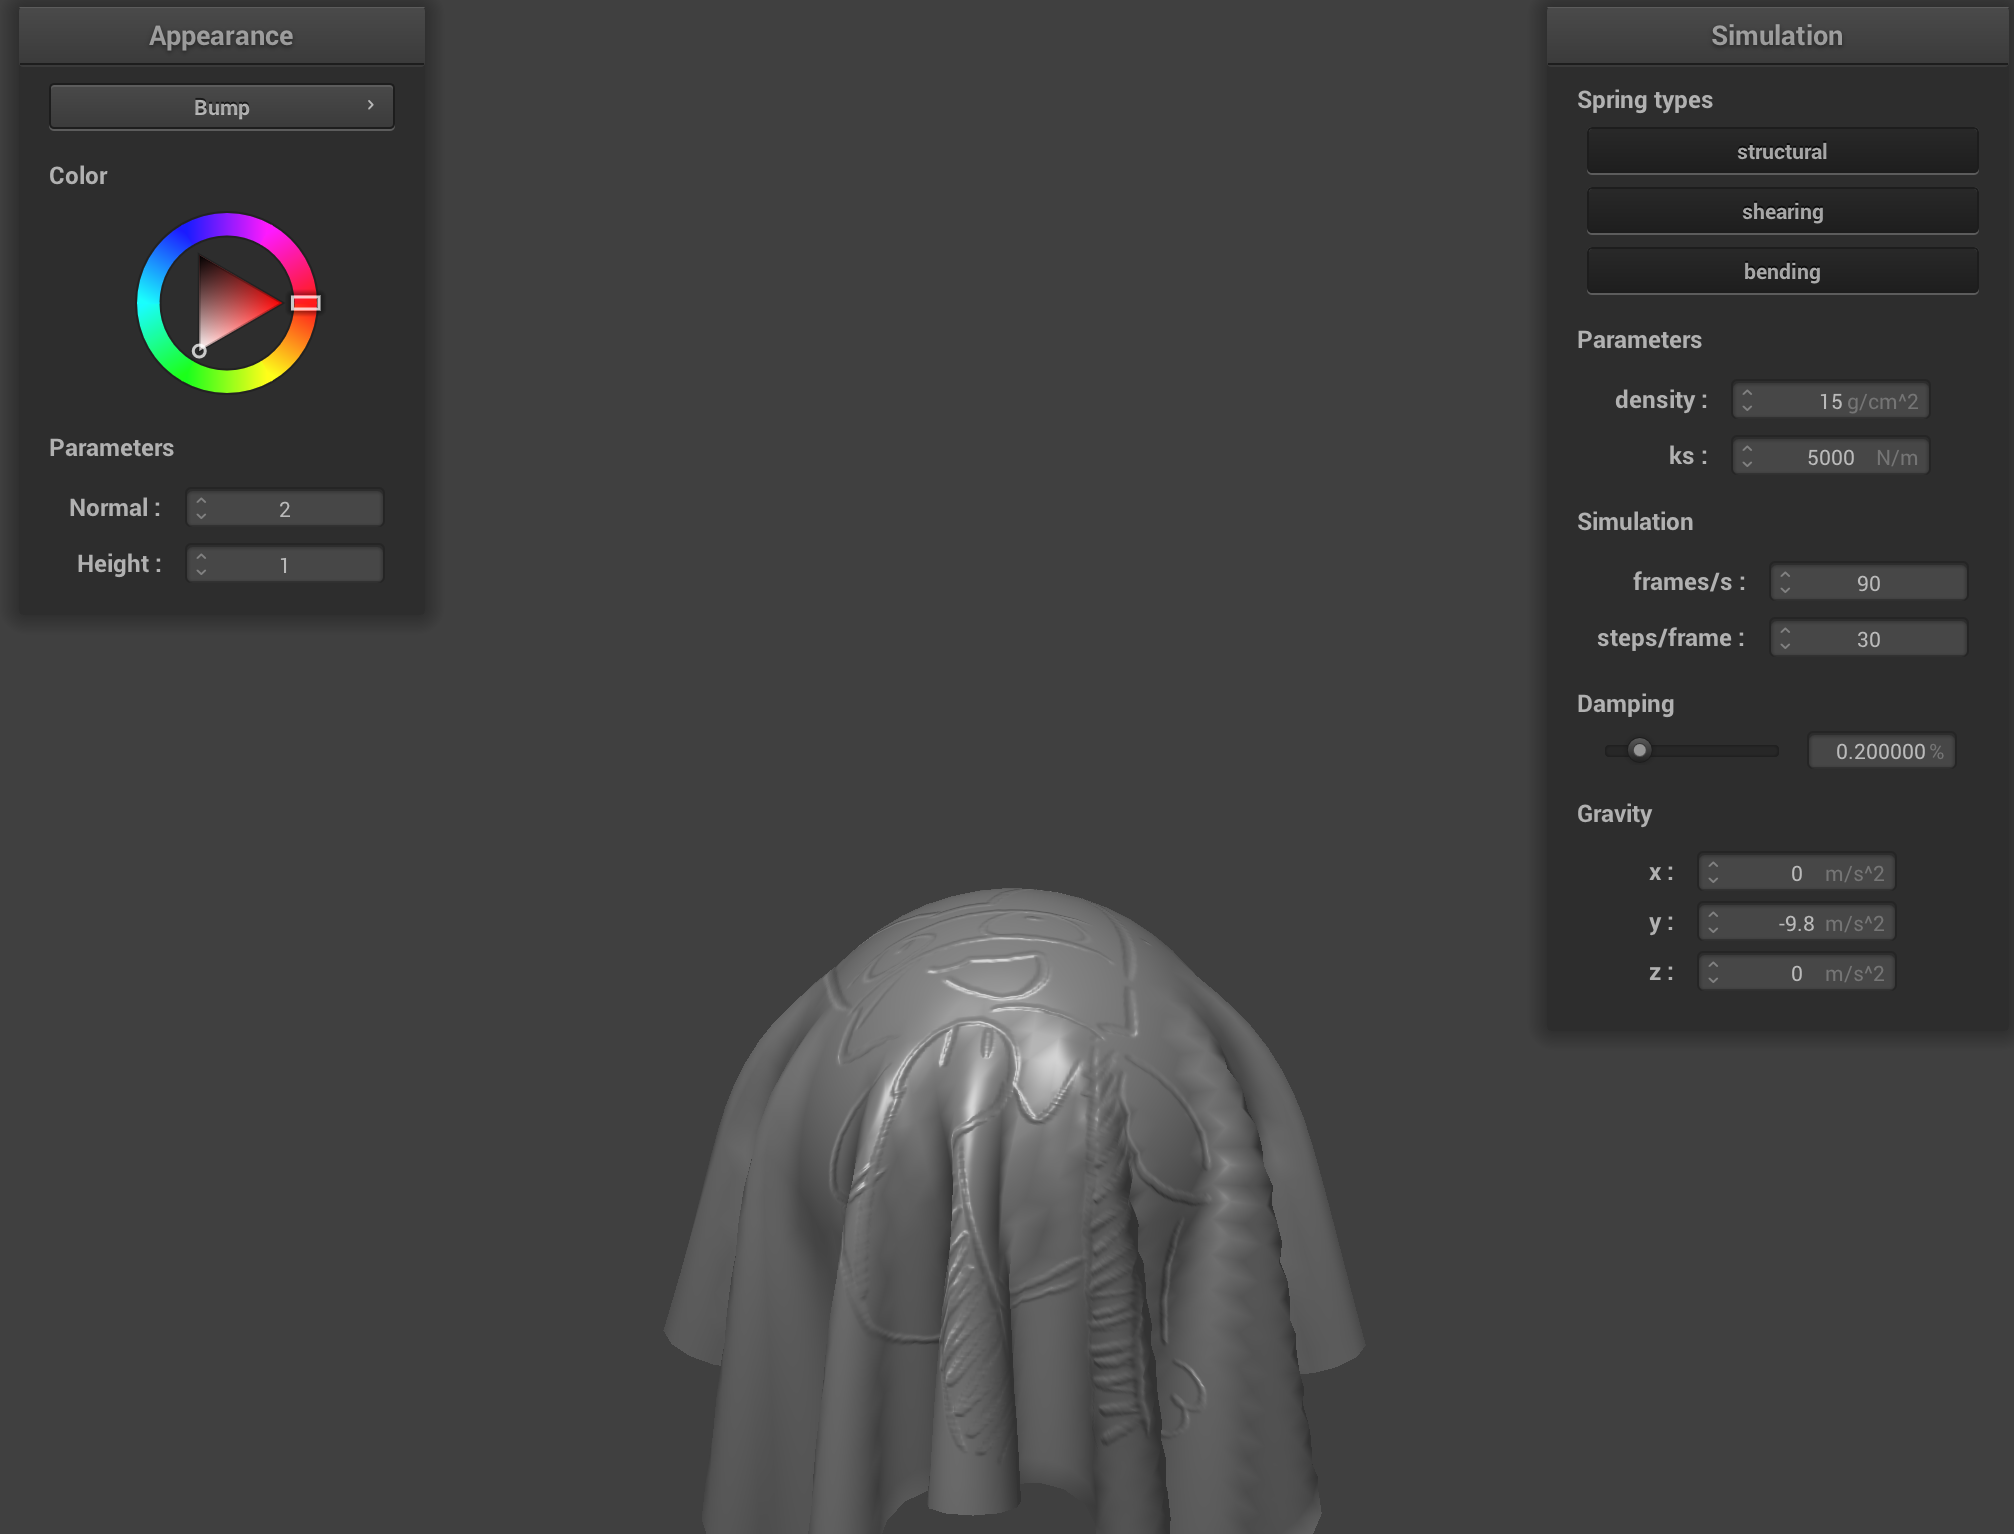 Appearance
Bump
Color
Parameters
Normal : 2
Height : 1
Simulation
Spring types
structural
shearing
bending
Parameters
density : 15 g/cm^2
ks : 5000 N/m
Simulation
frames/s : 90
steps/frame : 30
Damping
0.200000 %
Gravity
x : 0 m/s^2
y : -9.8 m/s^2
z : 0 m/s^2